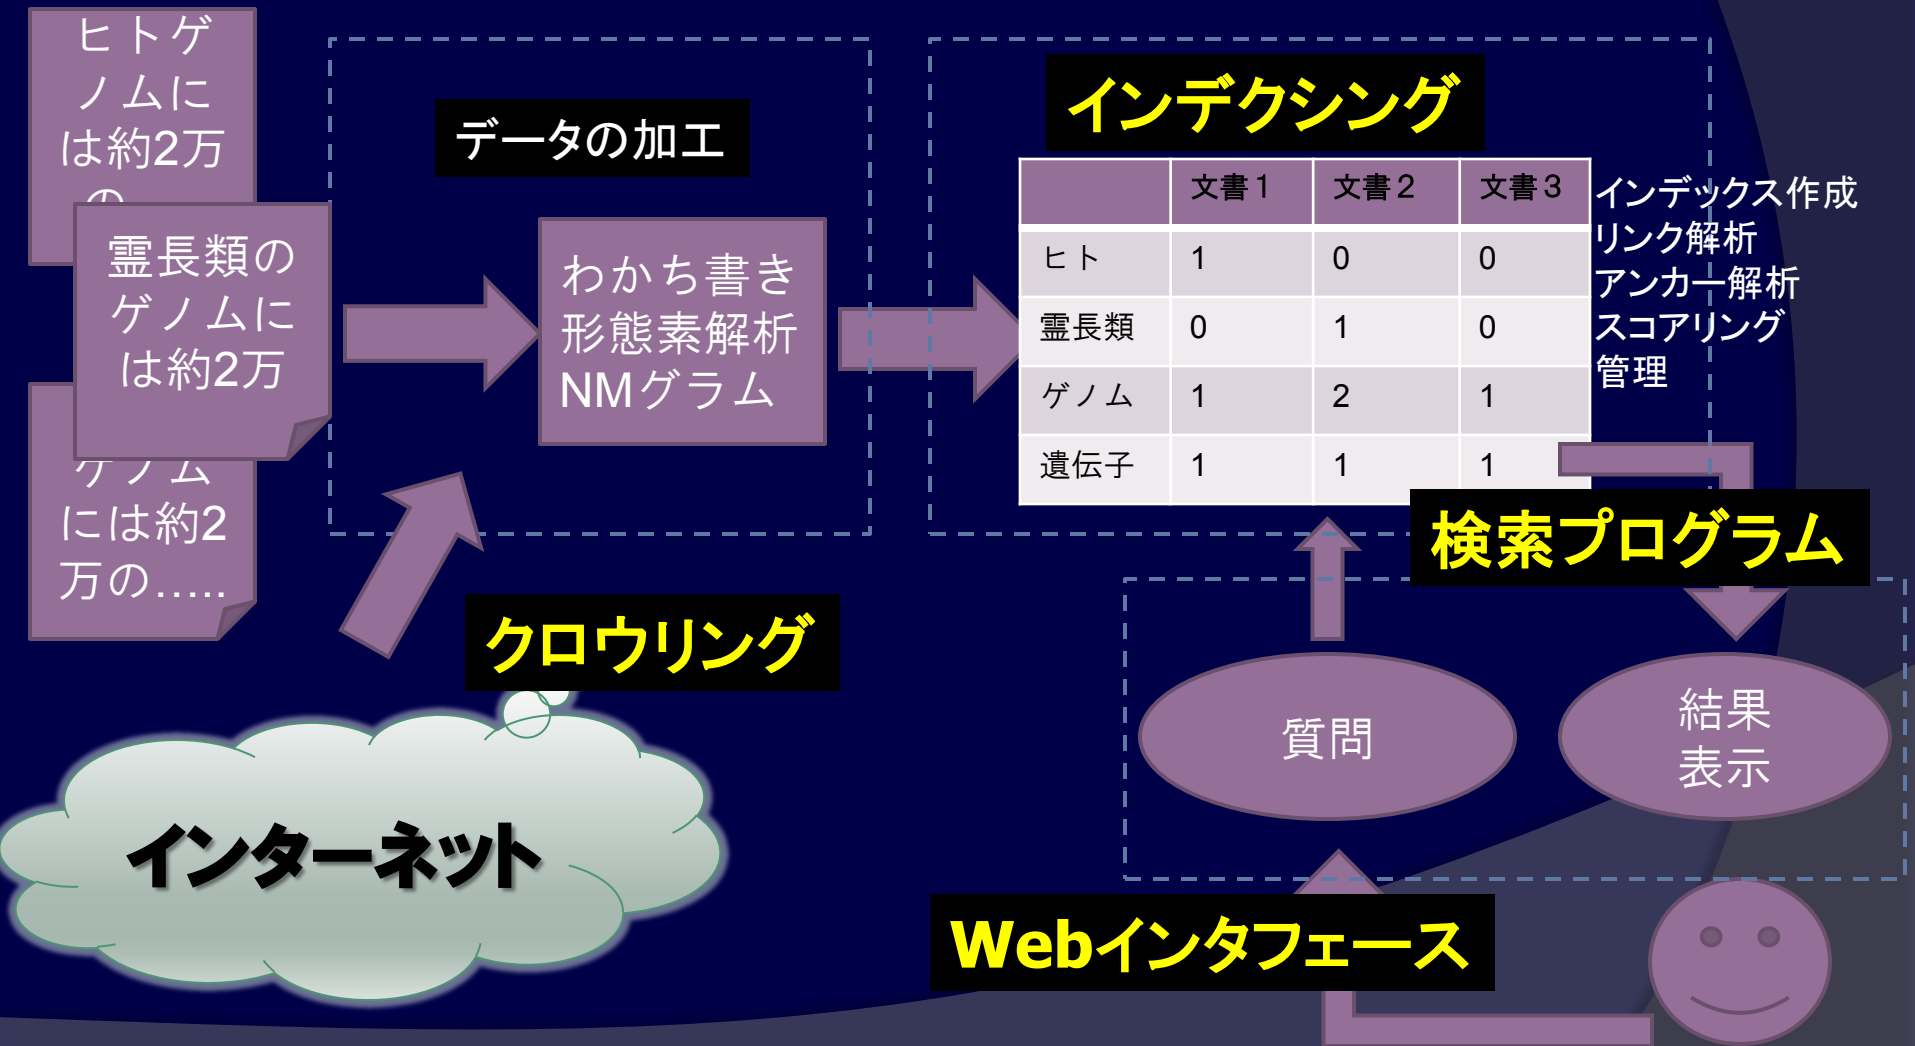 ヒトゲ
ノムに
は約2万
の
霊長類の
ゲノムに
は約2万
ゲノム
には約2
万の…..
データの加工
わかち書き
形態素解析
NMグラム
インデクシング
文書1 文書2 文書3
ヒト 1 0 0
霊長類 0 1 0
ゲノム 1 2 1
遺伝子 1 1 1
インデックス作成
リンク解析
アンカー解析
スコアリング
管理
検索プログラム
クロウリング
インターネット
質問
結果
表示
Webインタフェース